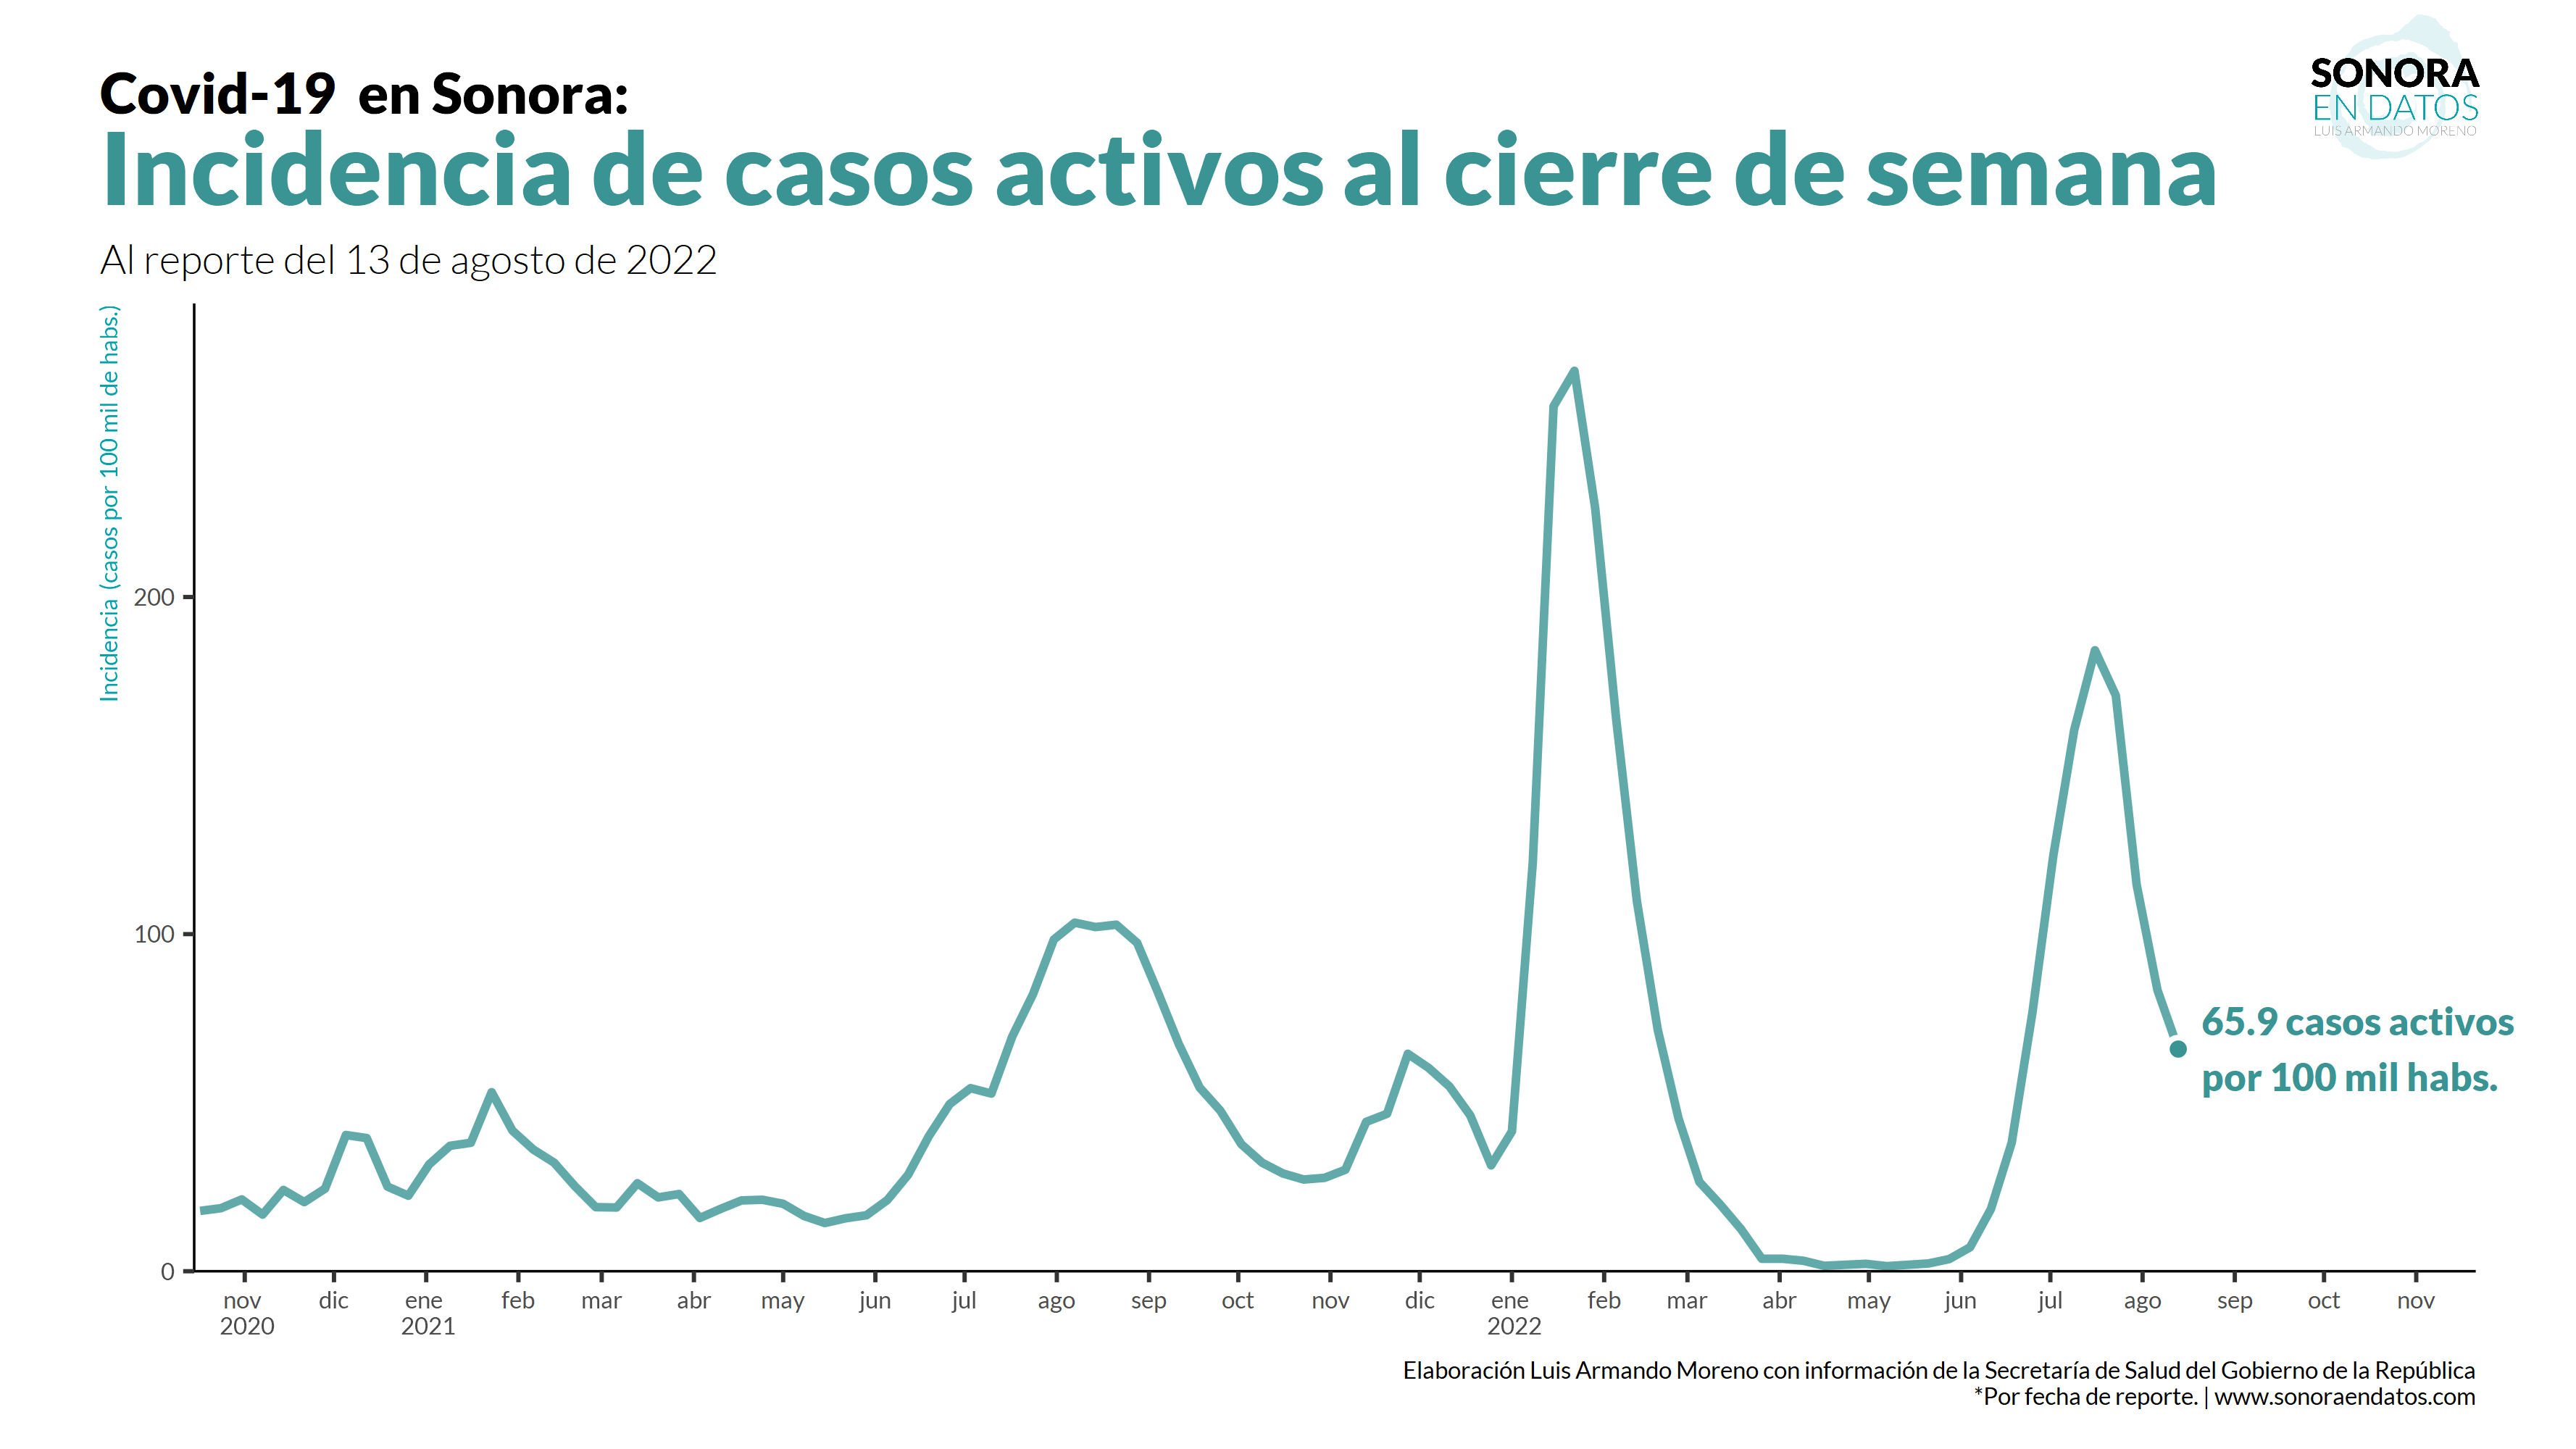 Covid-19 en Sonora:
Incidencia de casos activos al cierre de semana
Al reporte del 13 de agosto de 2022
SONORA
EN DATOS
LUIS ARMANDO MORENO
Incidencia (casos por 100 mil de habs.)
200
100
0
65.9 casos activos
por 100 mil habs.
nov dic ene feb mar abr may jun jul ago sep oct nov dic ene feb mar abr may jun jul ago sep oct nov
2020 2021 2022
Elaboración Luis Armando Moreno con información de la Secretaría de Salud del Gobierno de la República
*Por fecha de reporte. | www.sonoraendatos.com